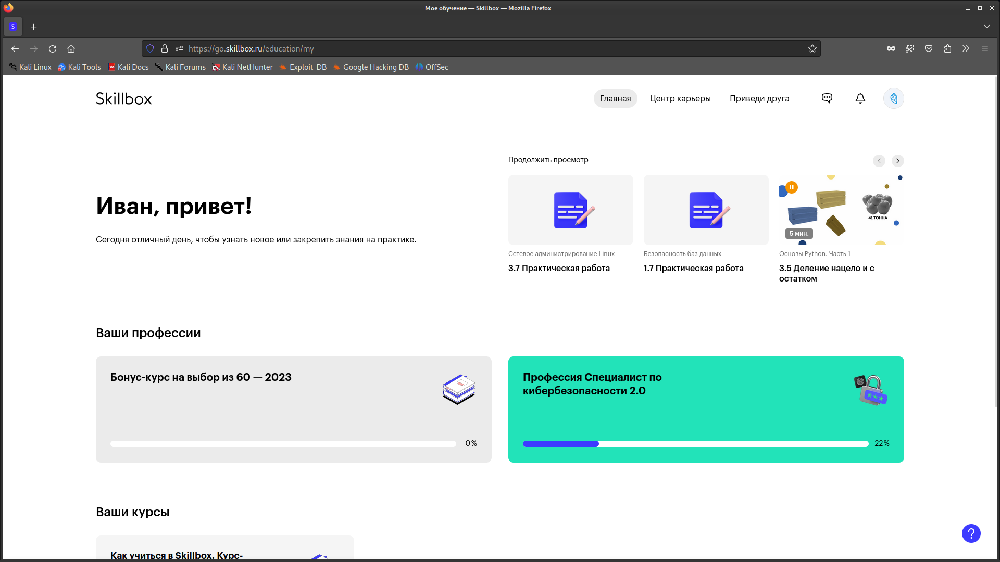 Мое обучение — Skillbox — Mozilla Firefox
S
https://go.skillbox.ru/education/my
Kali Linux
Kali Tools
Kali Docs
Kali Forums
Kali NetHunter
Exploit-DB
Google Hacking DB
OffSec
Skillbox
Главная
Центр карьеры
Приведи друга
Иван, привет!
Сегодня отличный день, чтобы узнать новое или закрепить знания на практике.
Продолжить просмотр
Сетевое администрирование Linux
3.7 Практическая работа
Безопасность баз данных
1.7 Практическая работа
41 ТОННА
5 мин.
Основы Python. Часть 1
3.5 Деление нацело и с
остатком
Ваши профессии
Бонус-курс на выбор из 60 — 2023
0%
Профессия Специалист по
кибербезопасности 2.0
***
22%
Ваши курсы
Как учиться в Skillbox. Курс-
?